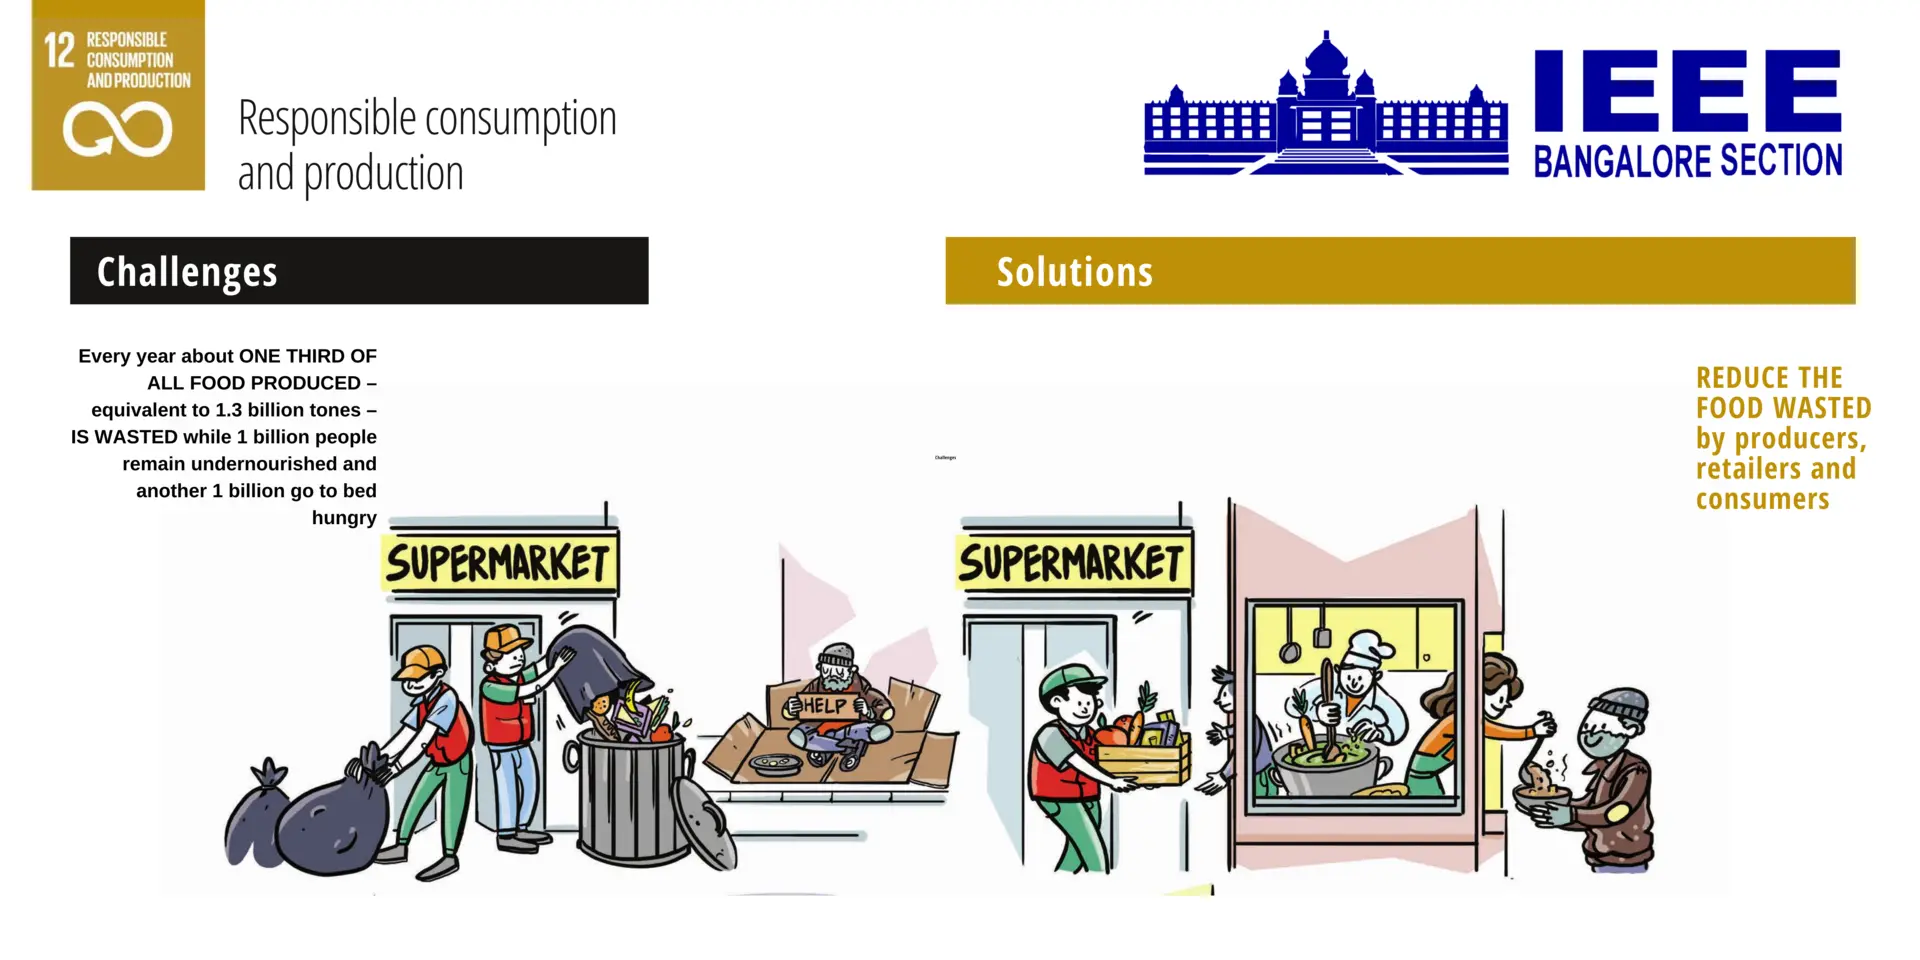 12 RESPONSIBLE
CONSUMPTION
AND PRODUCTION
Responsible consumption
and production
IEEE
BANGALORE SECTION
Challenges
Every year about ONE THIRD OF
ALL FOOD PRODUCED –
equivalent to 1.3 billion tones –
IS WASTED while 1 billion people
remain undernourished and
another 1 billion go to bed
hungry
Challenges
SUPERMARKET
HELP
Solutions
REDUCE THE
FOOD WASTED
by producers,
retailers and
consumers
SUPERMARKET